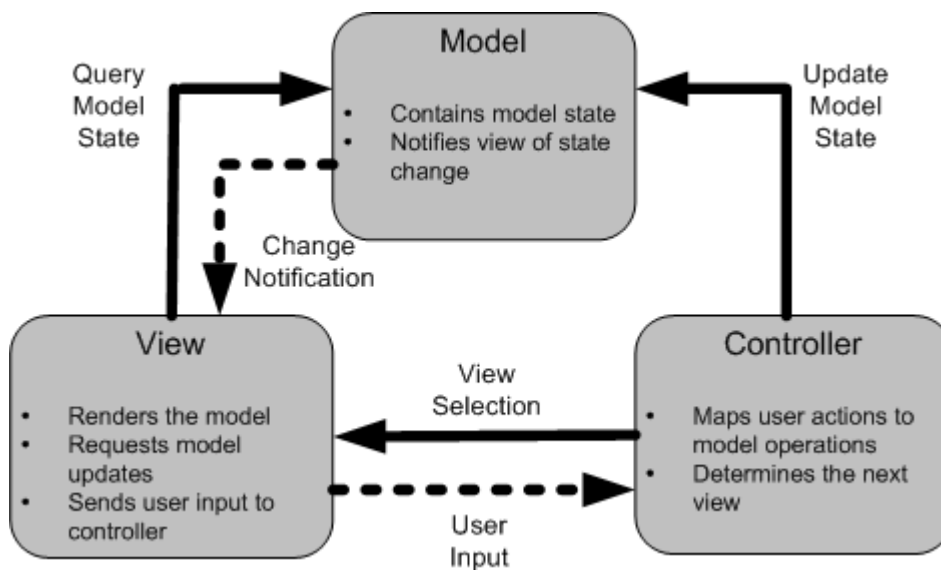 Model
• Contains model state
• Notifies view of state
change
Query
Model
State
Update
Model
State
Change
Notification
View
• Renders the model
• Requests model
updates
• Sends user input to
controller
View
Selection
User
Input
Controller
• Maps user actions to
model operations
• Determines the next
view